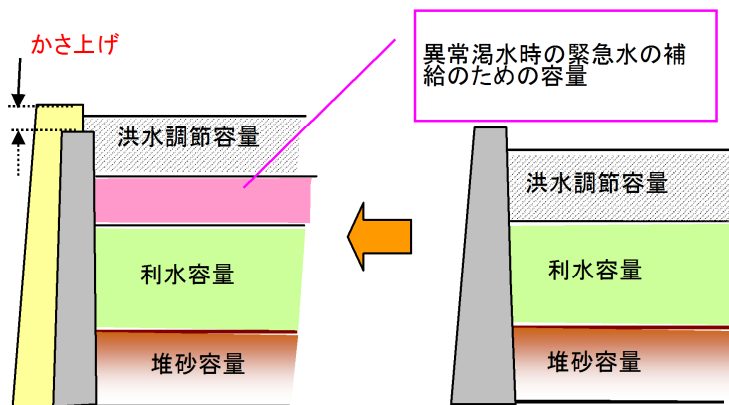 かさ上げ
異常渇水時の緊急水の補
給のための容量
洪水調節容量
利水容量
堆砂容量
洪水調節容量
利水容量
堆砂容量